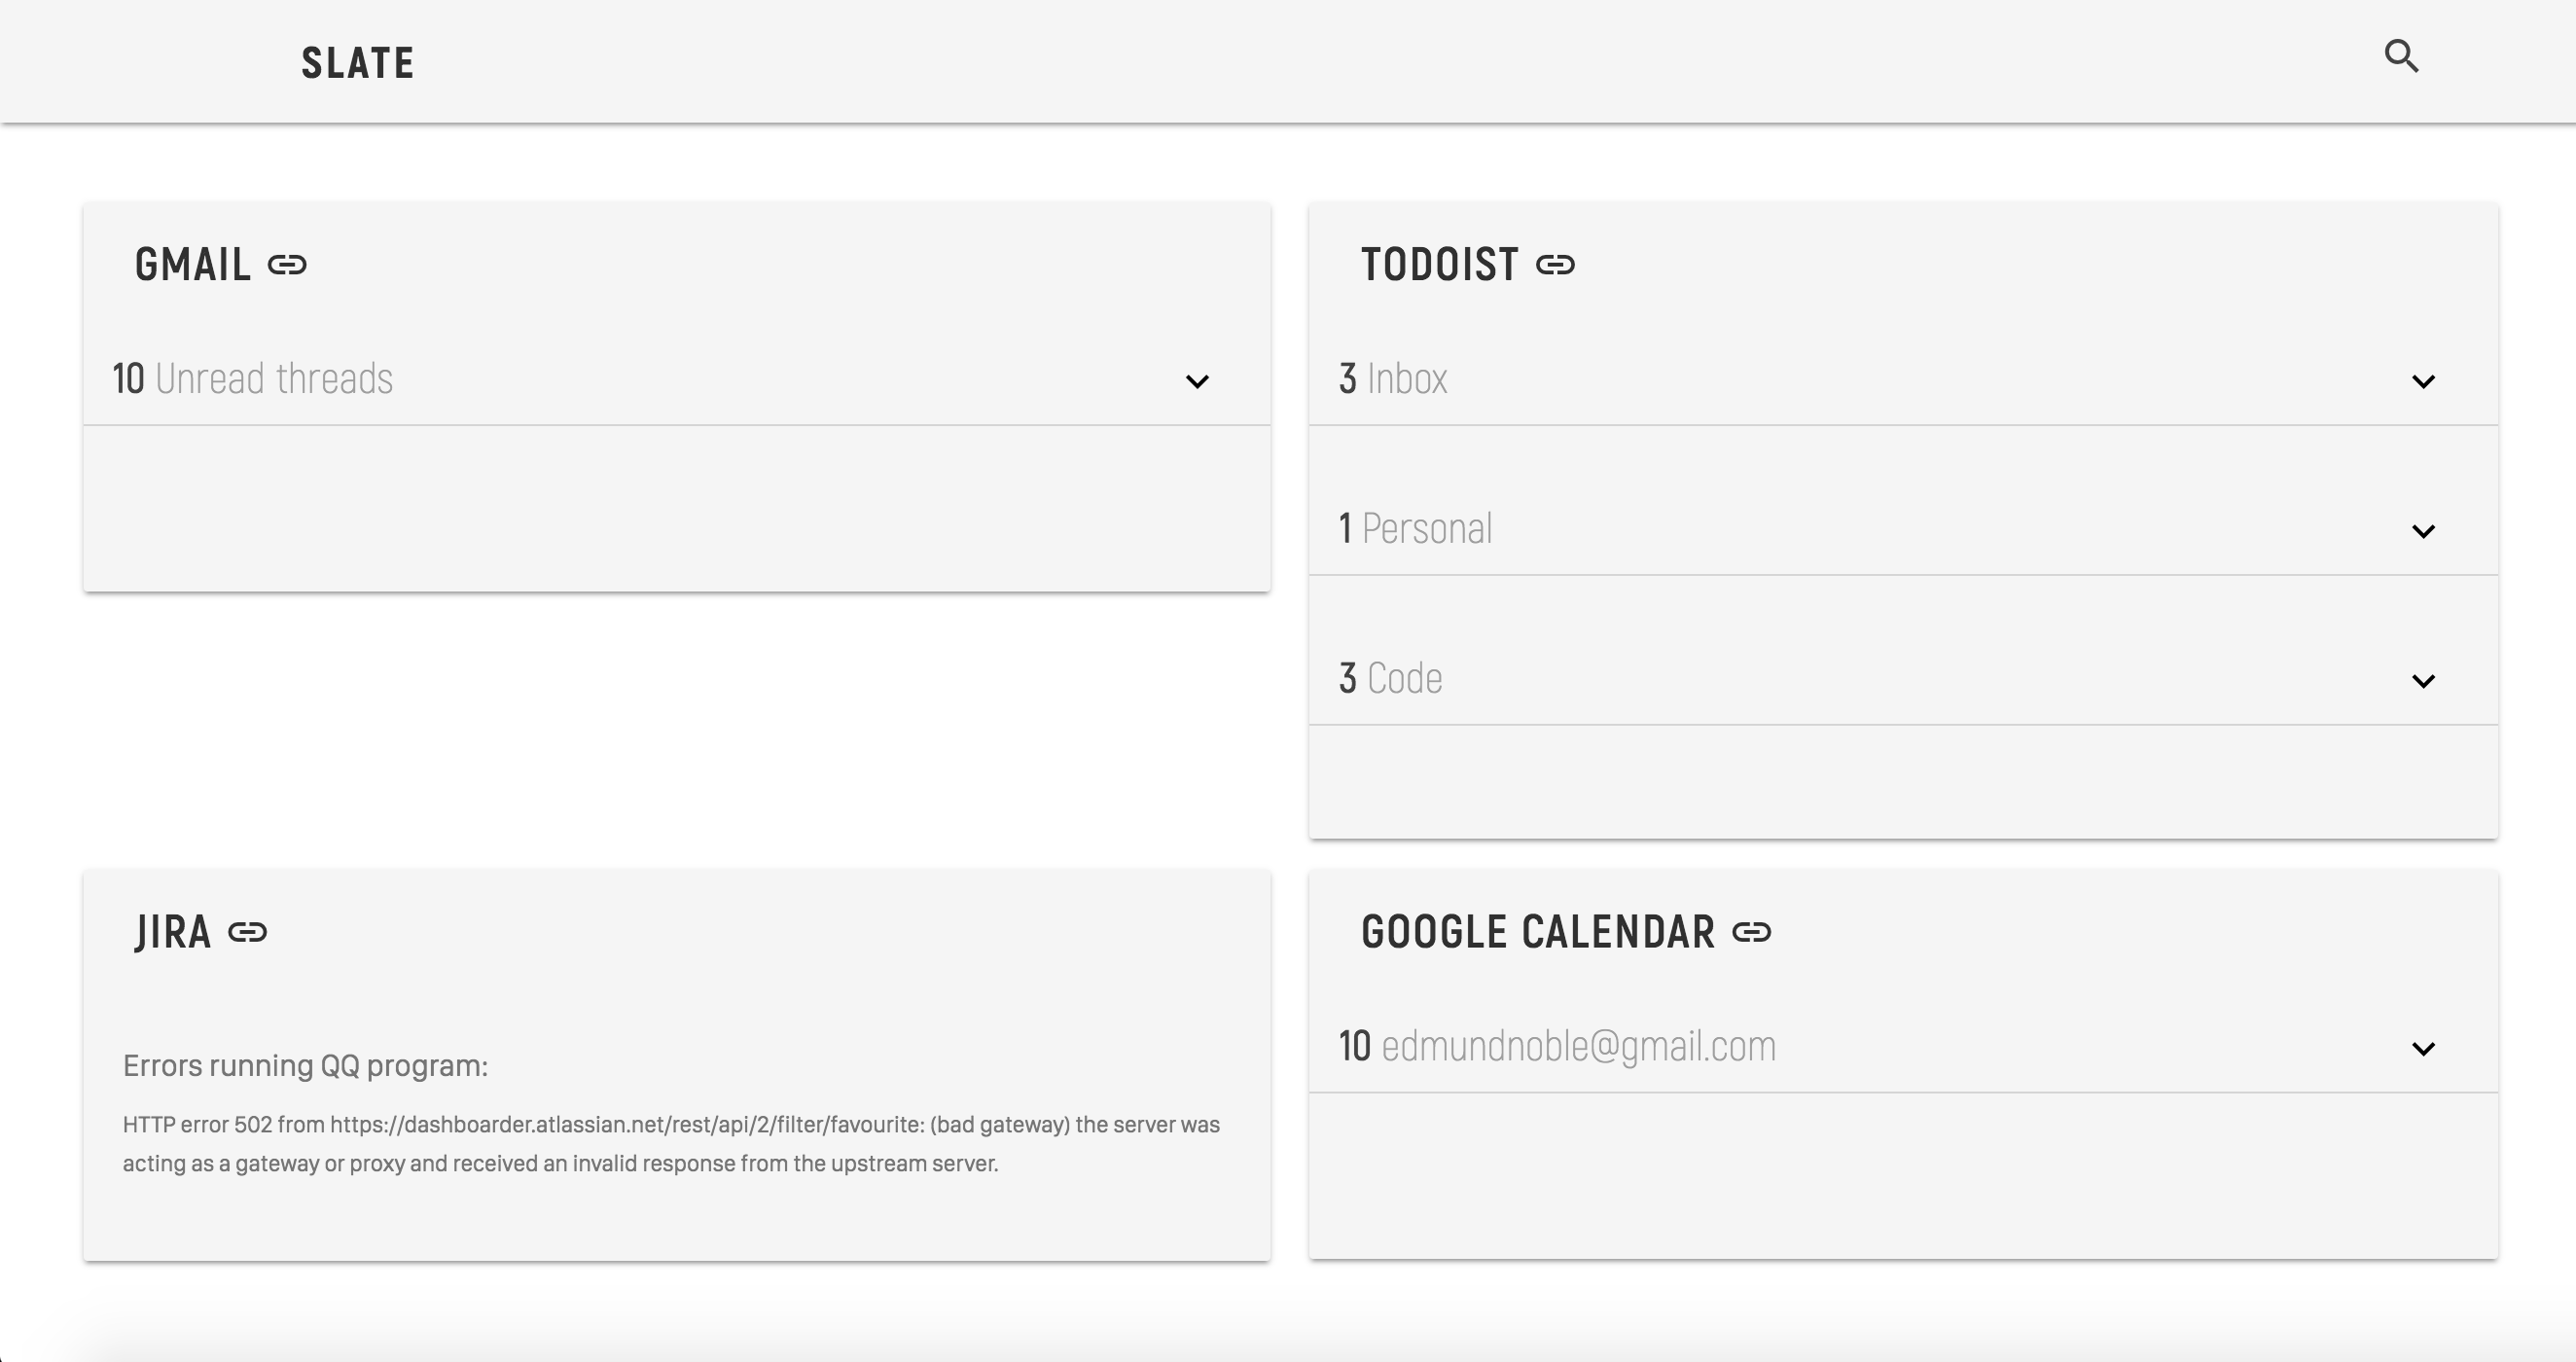 SLATE
GMAIL
10 Unread threads
TODOIST
3 Inbox
1 Personal
3 Code
JIRA
Errors running QQ program:
HTTP error 502 from https://dashboarder.atlassian.net/rest/api/2/filter/favourite: (bad gateway) the server was
acting as a gateway or proxy and received an invalid response from the upstream server.
GOOGLE CALENDAR
10 edmundnoble@gmail.com